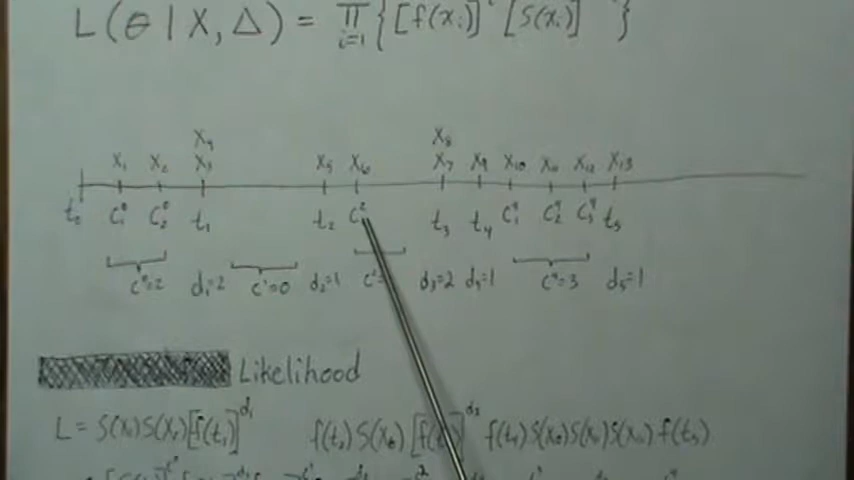 L(θ | X, Δ) = ∏ i=1 { [f(xᵢ)] [S(xᵢ)] }
X₄ X₈
X₁ X₂ X₃ X₅ X₆ X₇ X₉ X₁₀ X₁₁ X₁₂ X₁₃
t₀ C₁⁰ C₂⁰ t₁ t₂ C₁² t₃ t₄ C₁⁴ C₂⁴ C₃⁴ t₅
C⁰=2 d₁=2 C¹=0 d₂=1 d₃=2 d₄=1 C⁴=3 d₅=1
Likelihood
L = S(x₁)S(x₂)[f(t₁)]^d₁ f(t₂)S(x₆)[f(t₃)]^d₃ f(t₄)S(x₁₀)S(x₁₁)S(x₁₂)f(t₅)